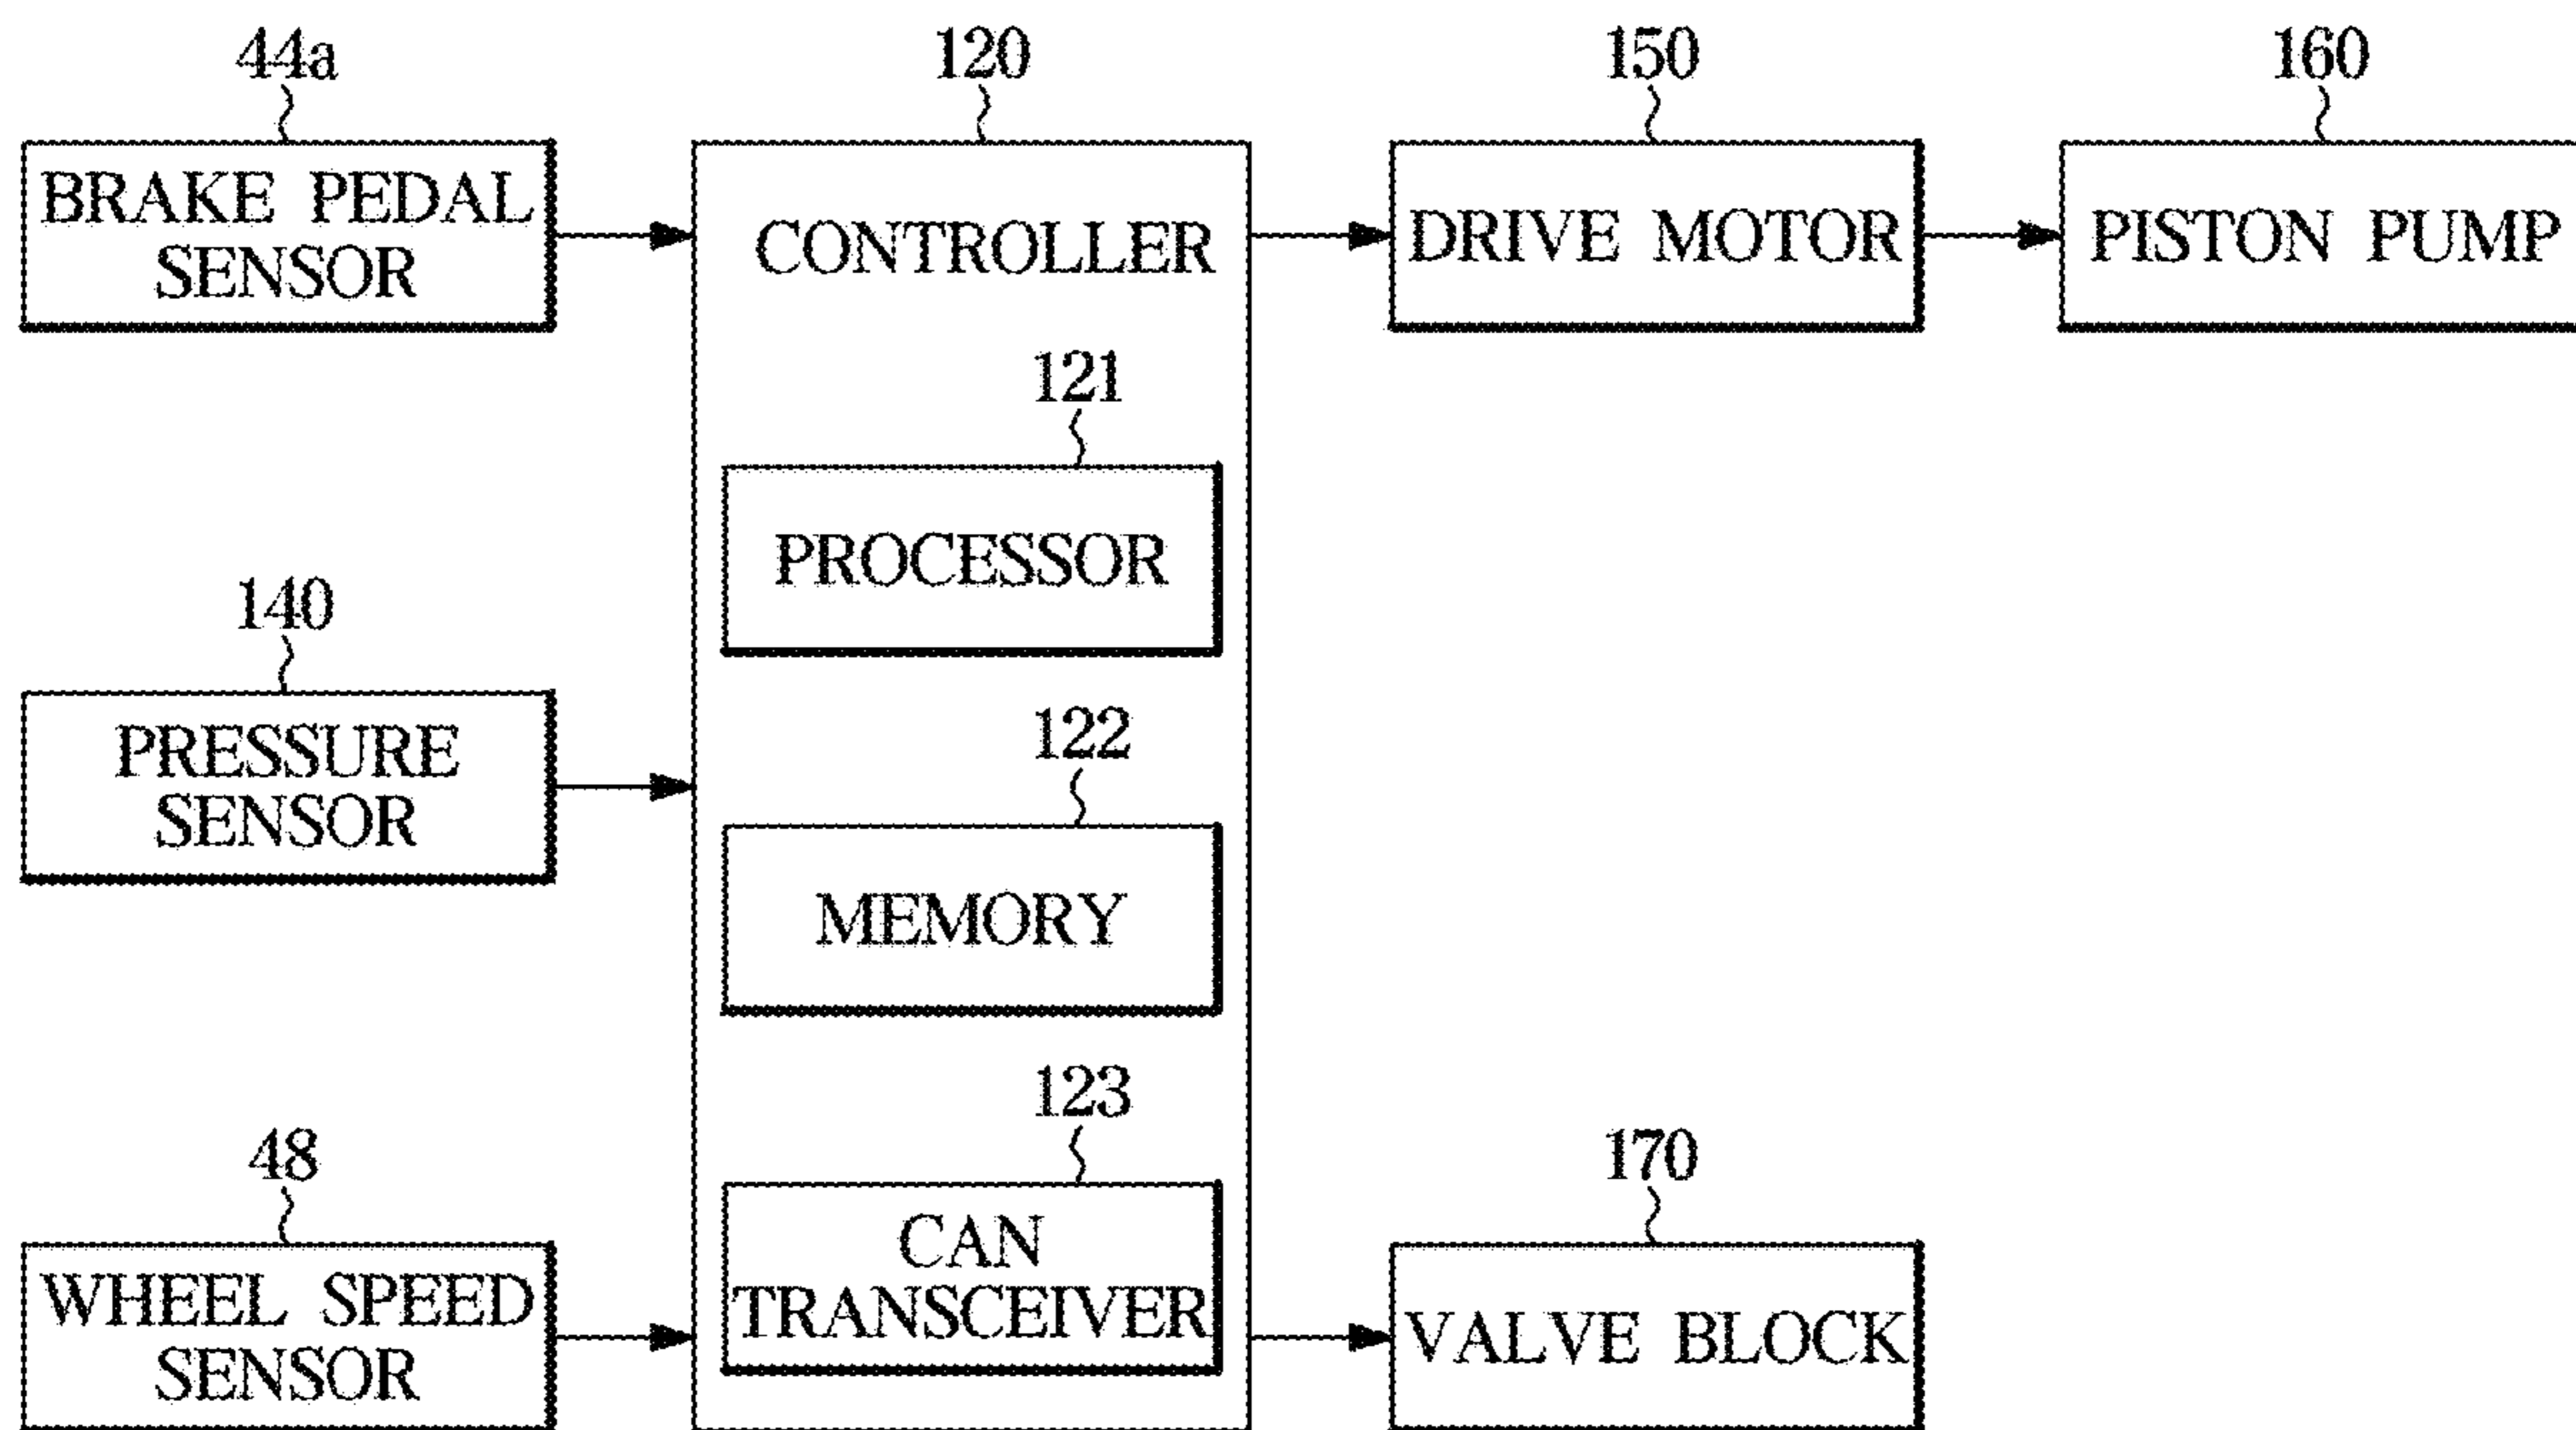 44a
BRAKE PEDAL
SENSOR
140
PRESSURE
SENSOR
48
WHEEL SPEED
SENSOR
120
CONTROLLER
121
PROCESSOR
122
MEMORY
123
CAN
TRANSCEIVER
150
DRIVE MOTOR
160
PISTON PUMP
170
VALVE BLOCK